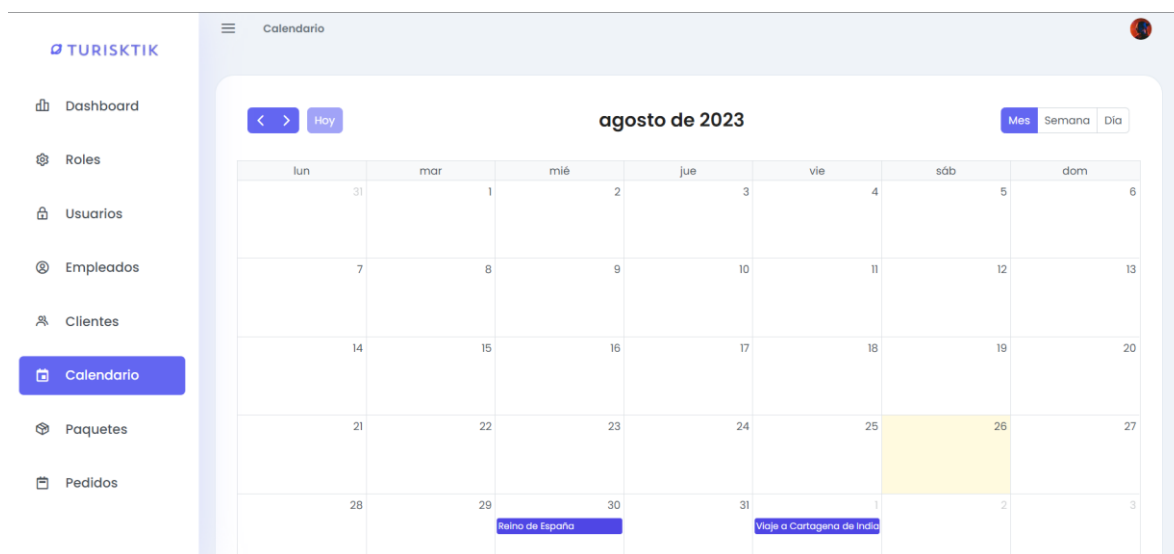 Calendario
TURISKTIK
Dashboard
Roles
Usuarios
Empleados
Clientes
Calendario
Paquetes
Pedidos
Hoy
agosto de 2023
Mes Semana Día
lun mar mié jue vie sáb dom
31 1 2 3 4 5 6
7 8 9 10 11 12 13
14 15 16 17 18 19 20
21 22 23 24 25 26 27
28 29 30 31 1 2 3
Reino de España Viaje a Cartagena de India